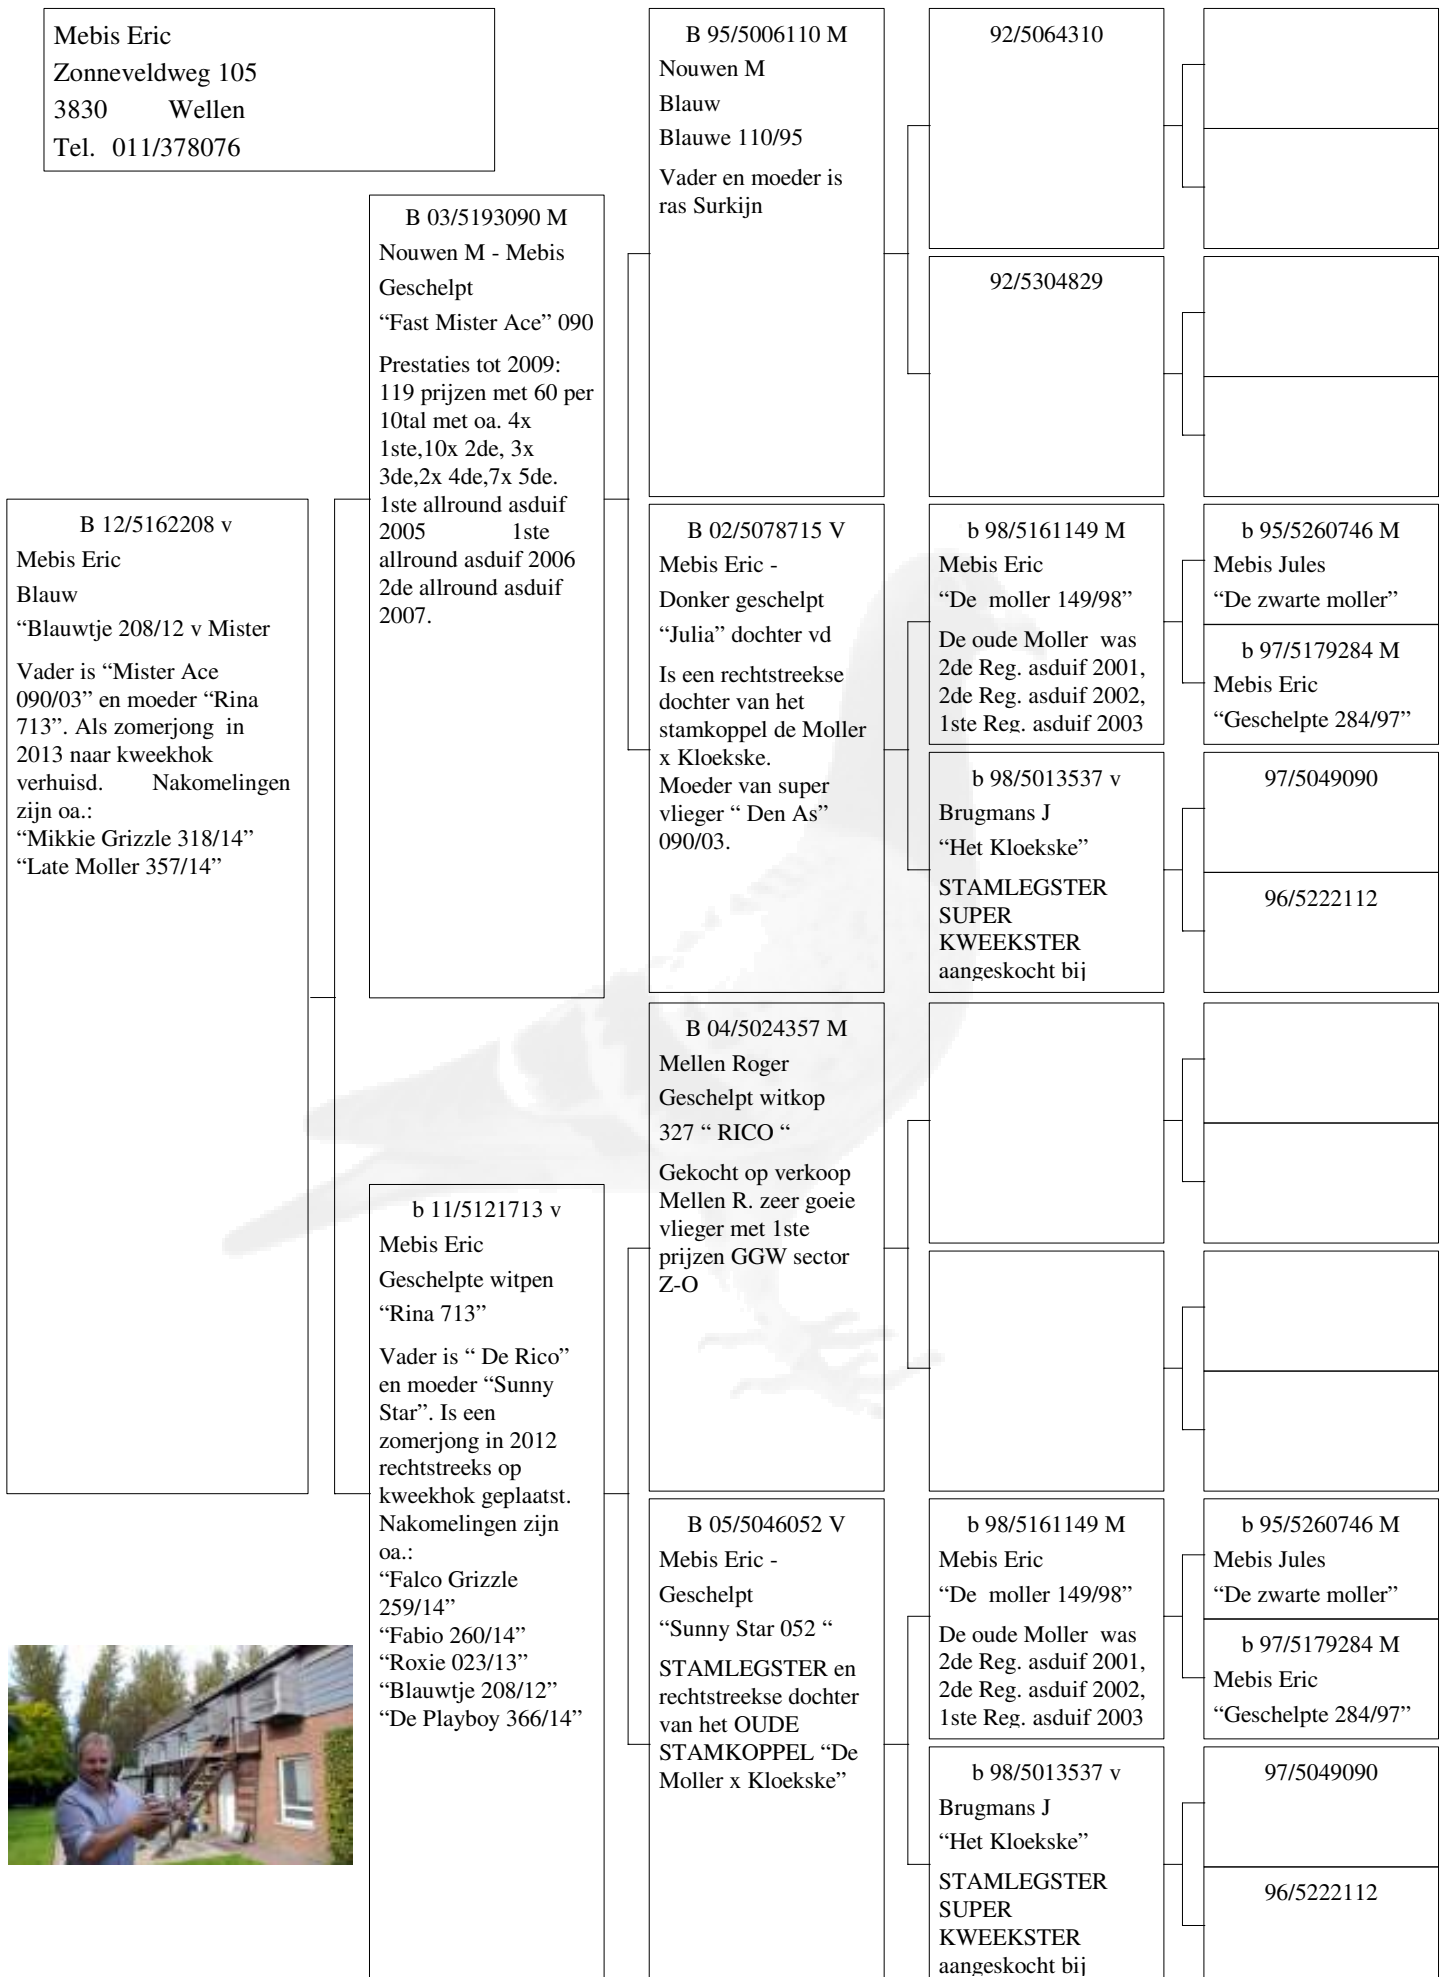 Mebis Eric
Zonneveldweg 105
3830 Wellen
Tel. 011/378076
B 12/5162208 v
Mebis Eric
Blauw
“Blauwtje 208/12 v Mister
Vader is “Mister Ace
090/03” en moeder “Rina
713”. Als zomerjong in
2013 naar kweekhok
verhuisd. Nakomelingen
zijn oa.:
“Mikkie Grizzle 318/14”
“Late Moller 357/14”
B 03/5193090 M
Nouwen M - Mebis
Geschelpt
“Fast Mister Ace” 090
Prestaties tot 2009:
119 prijzen met 60 per
10tal met oa. 4x
1ste,10x 2de, 3x
3de,2x 4de,7x 5de.
1ste allround asduif
2005 1ste
allround asduif 2006
2de allround asduif
2007.
b 11/5121713 v
Mebis Eric
Geschelpte witpen
“Rina 713”
Vader is “ De Rico”
en moeder “Sunny
Star”. Is een
zomerjong in 2012
rechtstreeks op
kweekhok geplaatst.
Nakomelingen zijn
oa.:
“Falco Grizzle
259/14”
“Fabio 260/14”
“Roxie 023/13”
“Blauwtje 208/12”
“De Playboy 366/14”
B 95/5006110 M
Nouwen M
Blauw
Blauwe 110/95
Vader en moeder is
ras Surkijn
B 02/5078715 V
Mebis Eric -
Donker geschelpt
“Julia” dochter vd
Is een rechtstreekse
dochter van het
stamkoppel de Moller
x Kloekske.
Moeder van super
vlieger “ Den As”
090/03.
B 04/5024357 M
Mellen Roger
Geschelpt witkop
327 “ RICO “
Gekocht op verkoop
Mellen R. zeer goeie
vlieger met 1ste
prijzen GGW sector
Z-O
B 05/5046052 V
Mebis Eric -
Geschelpt
“Sunny Star 052 “
STAMLEGSTER en
rechtstreekse dochter
van het OUDE
STAMKOPPEL “De
Moller x Kloekske”
92/5064310
92/5304829
b 98/5161149 M
Mebis Eric
“De moller 149/98”
De oude Moller was
2de Reg. asduif 2001,
2de Reg. asduif 2002,
1ste Reg. asduif 2003
b 98/5013537 v
Brugmans J
“Het Kloekske”
STAMLEGSTER
SUPER
KWEEKSTER
aangeskocht bij
b 98/5161149 M
Mebis Eric
“De moller 149/98”
De oude Moller was
2de Reg. asduif 2001,
2de Reg. asduif 2002,
1ste Reg. asduif 2003
b 98/5013537 v
Brugmans J
“Het Kloekske”
STAMLEGSTER
SUPER
KWEEKSTER
aangeskocht bij
b 95/5260746 M
Mebis Jules
“De zwarte moller”
b 97/5179284 M
Mebis Eric
“Geschelpte 284/97”
97/5049090
96/5222112
b 95/5260746 M
Mebis Jules
“De zwarte moller”
b 97/5179284 M
Mebis Eric
“Geschelpte 284/97”
97/5049090
96/5222112